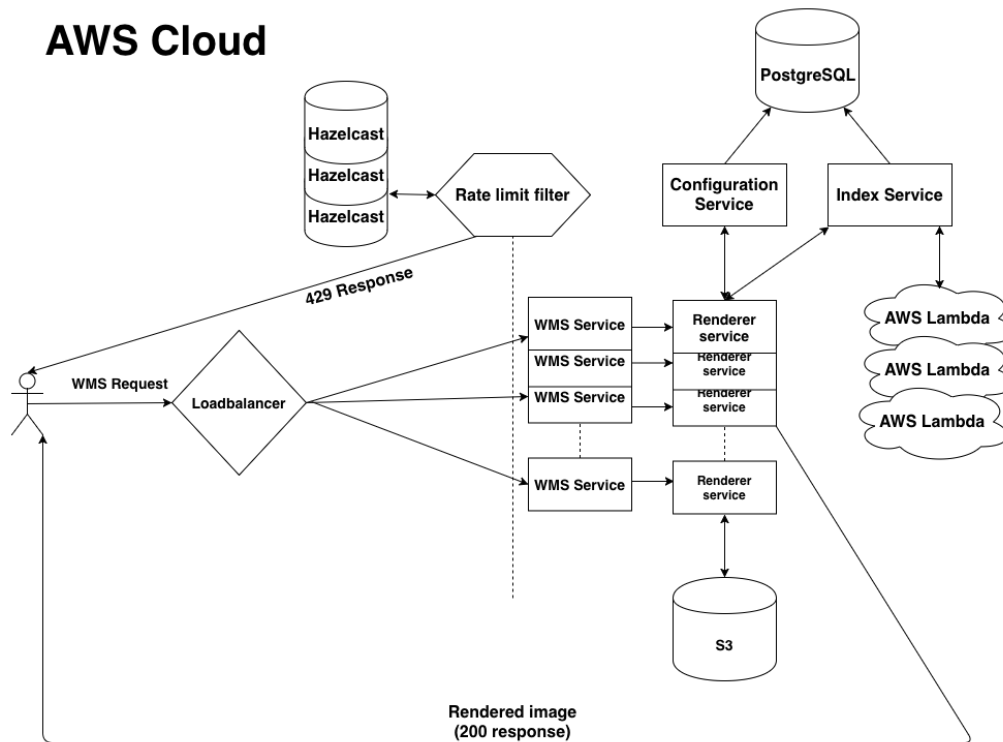 AWS Cloud
PostgreSQL
Hazelcast
Hazelcast
Hazelcast
Rate limit filter
Configuration
Service
Index Service
429 Response
WMS Request
Loadbalancer
WMS Service
WMS Service
WMS Service
WMS Service
Renderer
service
Renderer
service
Renderer
service
Renderer
service
AWS Lambda
AWS Lambda
AWS Lambda
S3
Rendered image
(200 response)